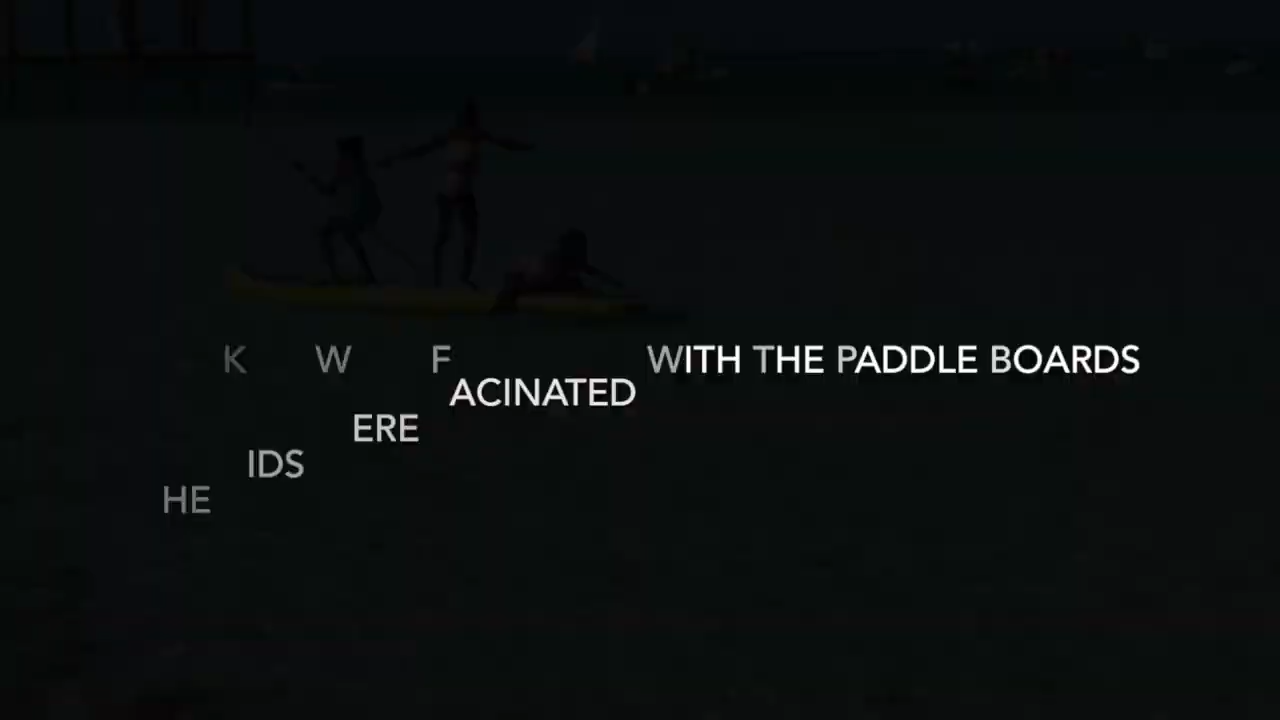 K W F WITH THE PADDLE BOARDS
ACINATED
ERE
IDS
HE